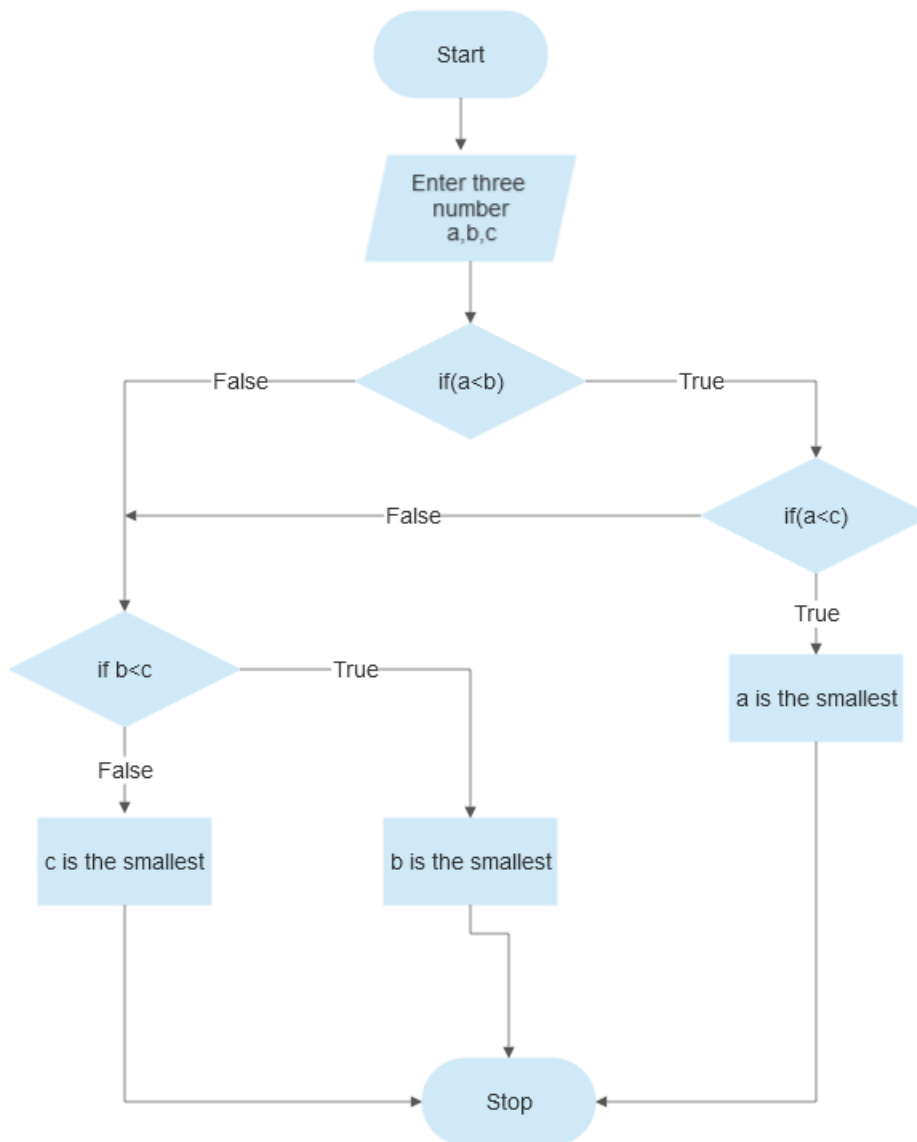 Start
Enter three
number
a,b,c
if(a<b)
False
True
if(a<c)
False
True
if b<c
True
False
a is the smallest
c is the smallest
b is the smallest
Stop